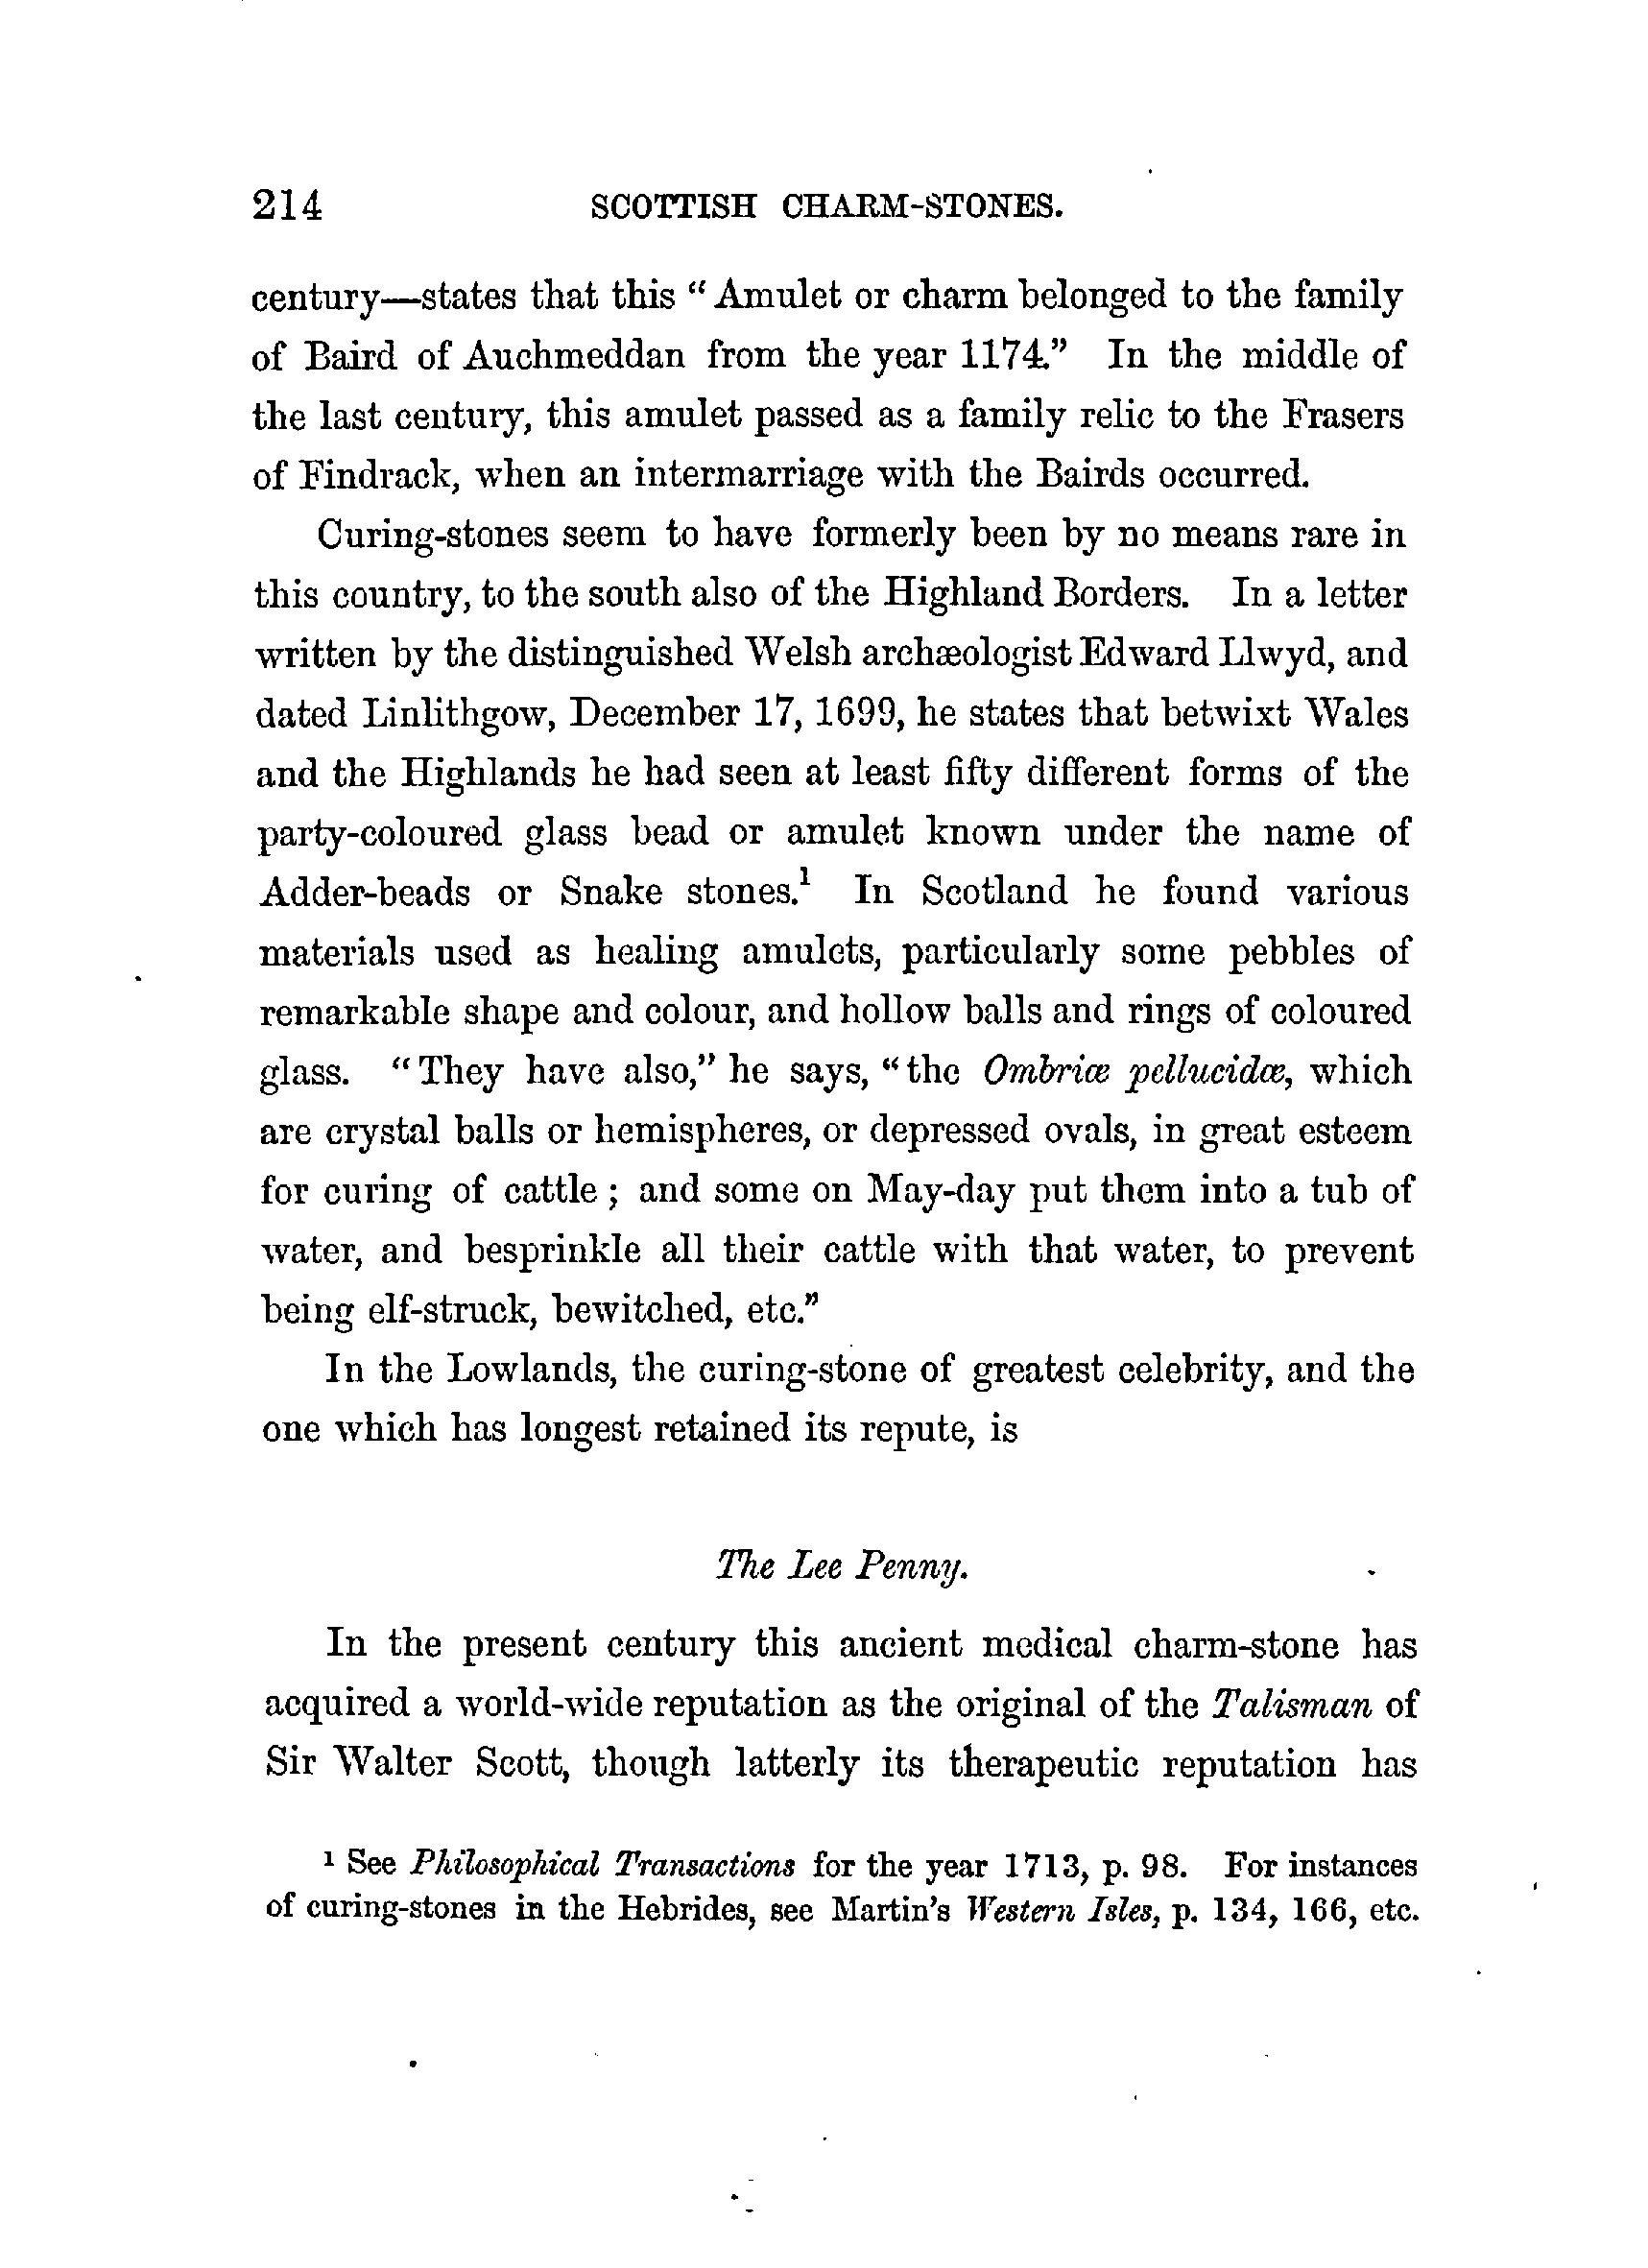 214 SCOTTISH CHARM-STONES.
century—states that this “Amulet or charm belonged to the family
of Baird of Auchmeddan from the year 1174.” In the middle of
the last century, this amulet passed as a family relic to the Frasers
of Findrack, when an intermarriage with the Bairds occurred.
Curing-stones seem to have formerly been by no means rare in
this country, to the south also of the Highland Borders. In a letter
written by the distinguished Welsh archæologist Edward Llwyd, and
dated Linlithgow, December 17, 1699, he states that betwixt Wales
and the Highlands he had seen at least fifty different forms of the
party-coloured glass bead or amulet known under the name of
Adder-beads or Snake stones.¹ In Scotland he found various
materials used as healing amulets, particularly some pebbles of
remarkable shape and colour, and hollow balls and rings of coloured
glass. “They have also,” he says, “the Ombriæ pellucidæ, which
are crystal balls or hemispheres, or depressed ovals, in great esteem
for curing of cattle; and some on May-day put them into a tub of
water, and besprinkle all their cattle with that water, to prevent
being elf-struck, bewitched, etc.”
In the Lowlands, the curing-stone of greatest celebrity, and the
one which has longest retained its repute, is
The Lee Penny.
In the present century this ancient medical charm-stone has
acquired a world-wide reputation as the original of the Talisman of
Sir Walter Scott, though latterly its therapeutic reputation has
¹ See Philosophical Transactions for the year 1713, p. 98. For instances
of curing-stones in the Hebrides, see Martin’s Western Isles, p. 134, 166, etc.